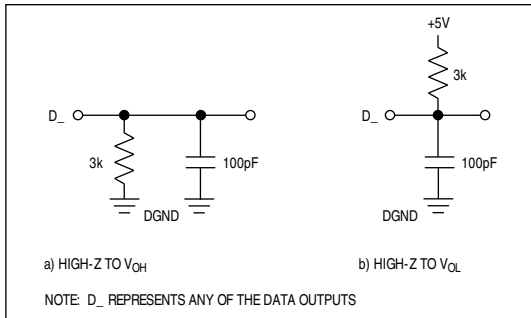 +5V
3k
D_
D_
3k
100pF
100pF
DGND
DGND
a) HIGH-Z TO VOH
b) HIGH-Z TO VOL
NOTE: D_ REPRESENTS ANY OF THE DATA OUTPUTS